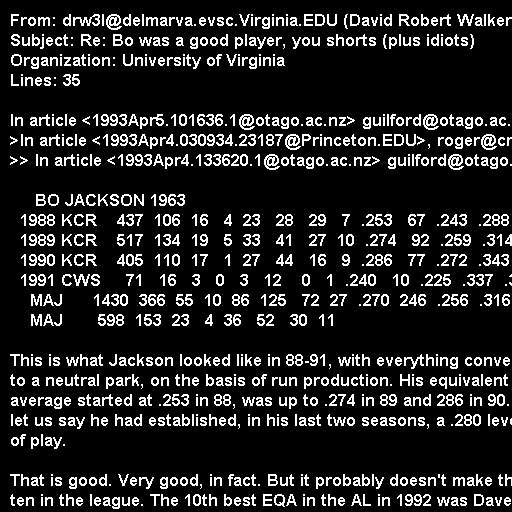 From: drw3l@delmarva.evsc.Virginia.EDU (David Robert Walker
Subject: Re: Bo was a good player, you shorts (plus idiots)
Organization: University of Virginia
Lines: 35

In article <1993Apr5.101636.1@otago.ac.nz> guilford@otago.ac.
>In article <1993Apr4.030934.23187@Princeton.EDU>, roger@cr
>> In article <1993Apr4.133620.1@otago.ac.nz> guilford@otago.

BO JACKSON 1963
1988 KCR 437 106 16 4 23 28 29 7 .253 67 .243 .288
1989 KCR 517 134 19 5 33 41 27 10 .274 92 .259 .314
1990 KCR 405 110 17 1 27 44 16 9 .286 77 .272 .343
1991 CWS 71 16 3 0 3 12 0 1 .240 10 .225 .337 .3
MAJ 1430 366 55 10 86 125 72 27 .270 246 .256 .316
MAJ 598 153 23 4 36 52 30 11

This is what Jackson looked like in 88-91, with everything conve
to a neutral park, on the basis of run production. His equivalent
average started at .253 in 88, was up to .274 in 89 and 286 in 90.
let us say he had established, in his last two seasons, a .280 leve
of play.

That is good. Very good, in fact. But it probably doesn't make th
ten in the league. The 10th best EQA in the AL in 1992 was Dave